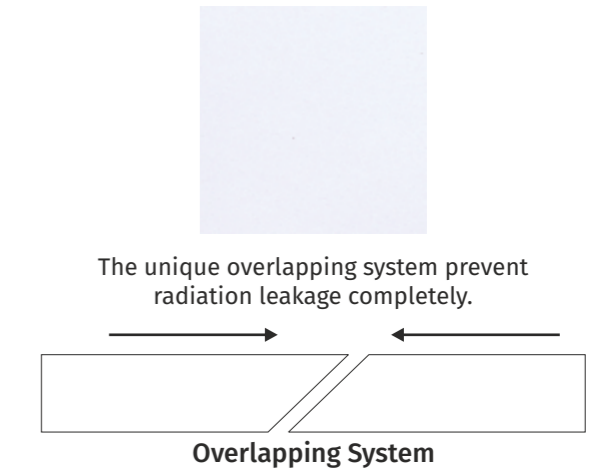 The unique overlapping system prevent
radiation leakage completely.
Overlapping System